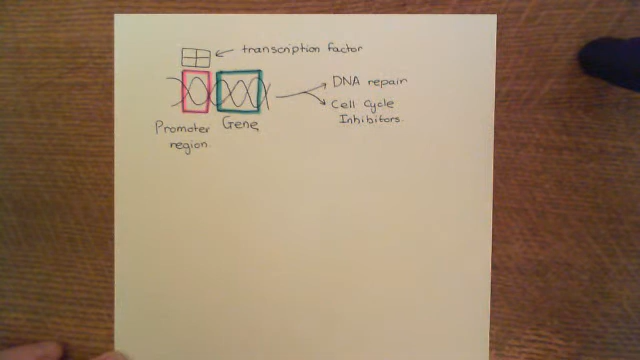 transcription factor
DNA repair
Cell Cycle
Inhibitors.
Promoter
region.
Gene